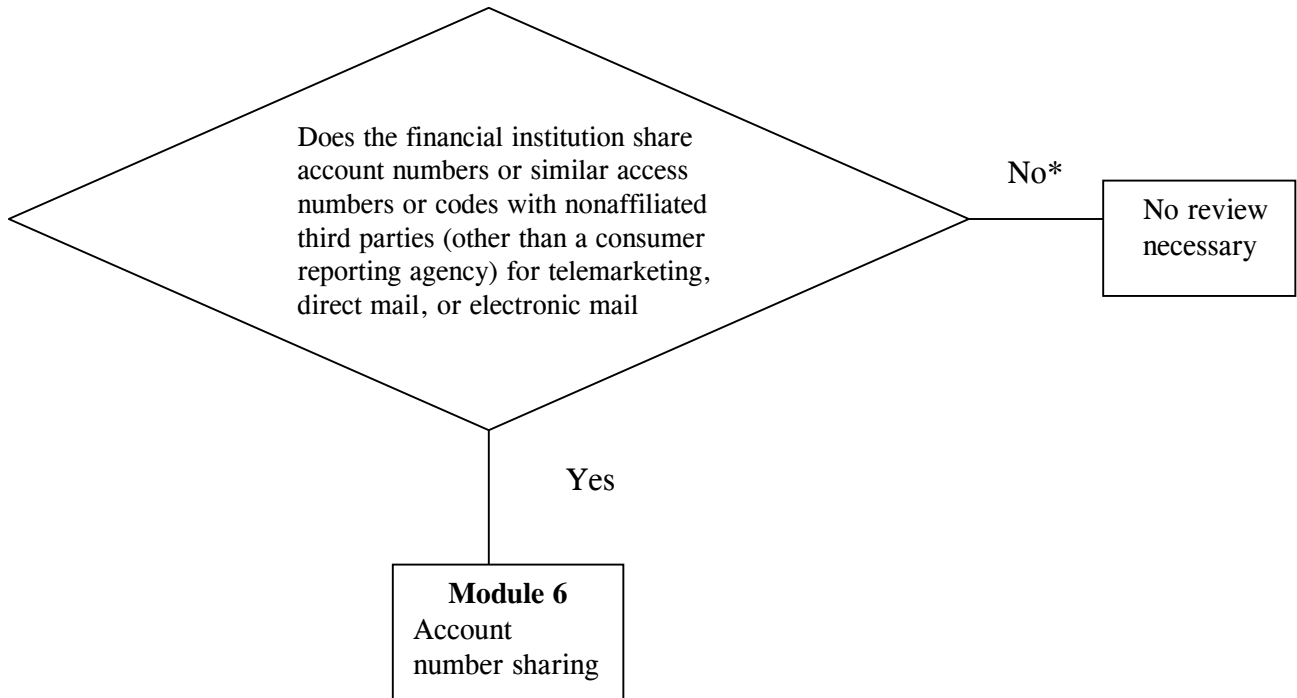 Does the financial institution share
account numbers or similar access
numbers or codes with nonaffiliated
third parties (other than a consumer
reporting agency) for telemarketing,
direct mail, or electronic mail
No*
No review
necessary
Yes
Module 6
Account
number sharing